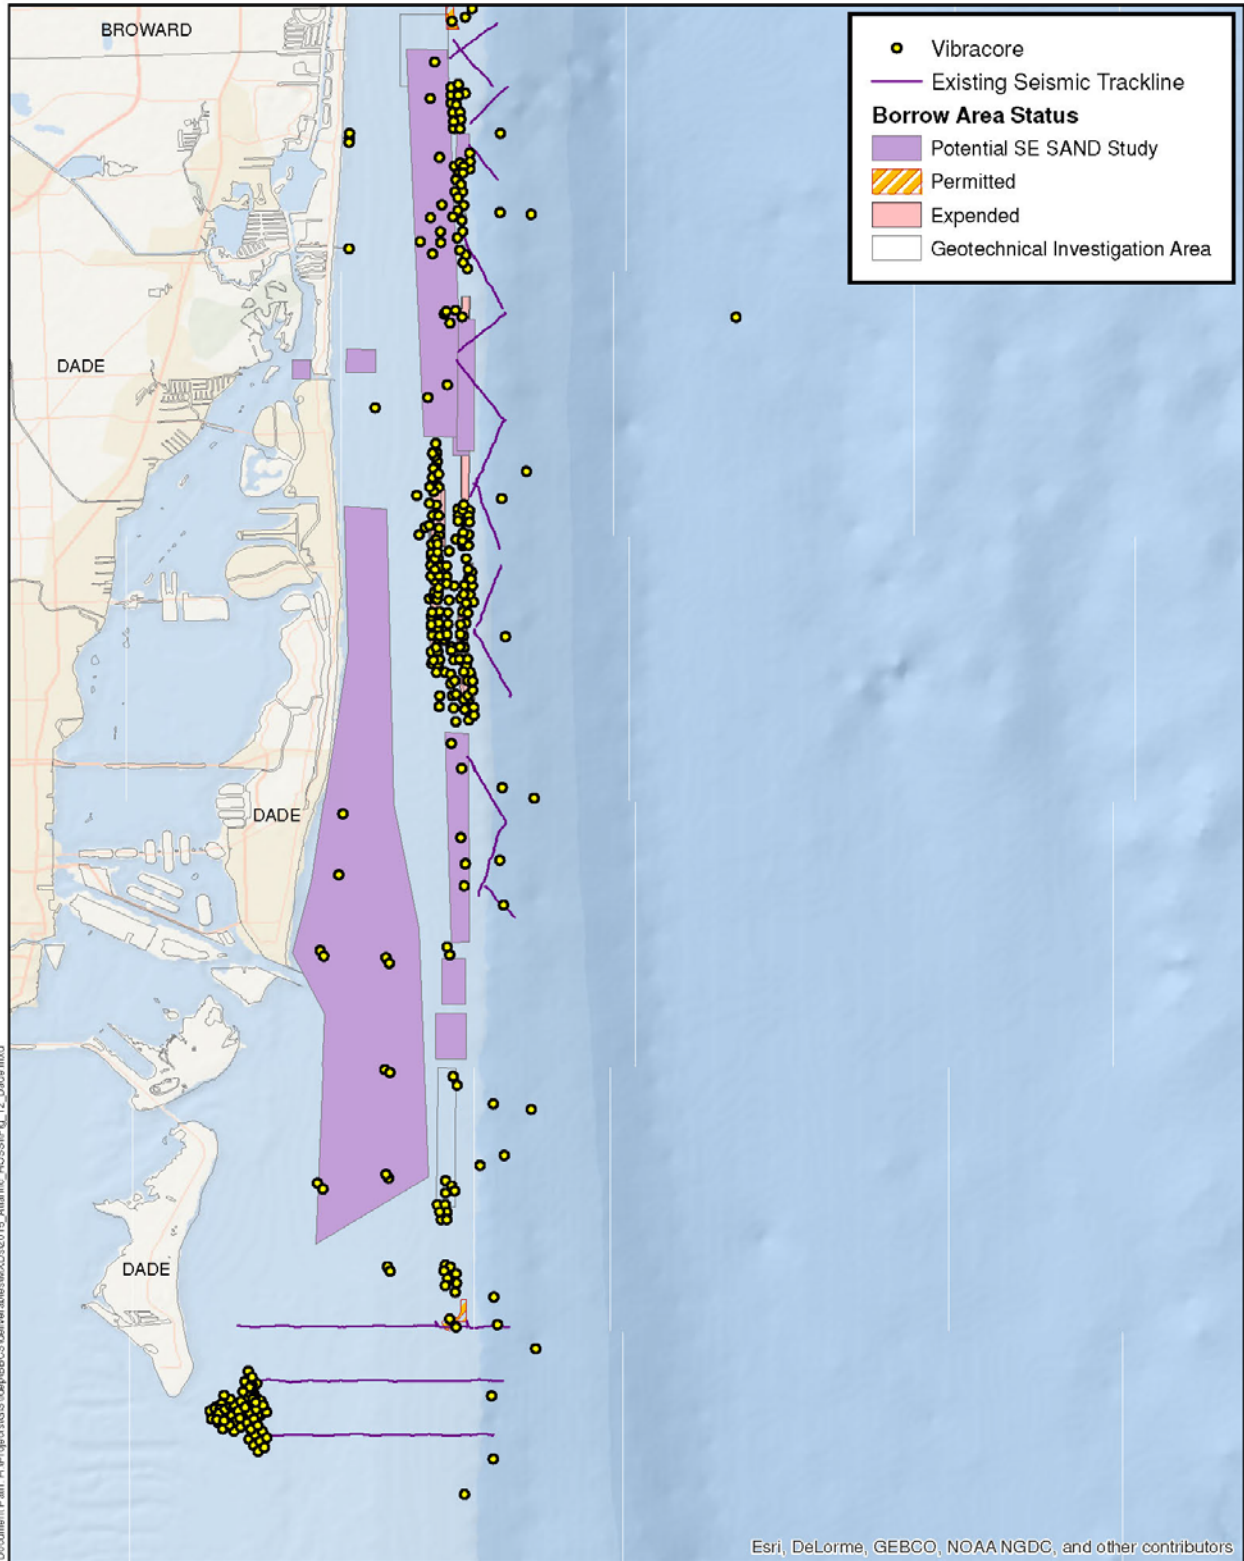 BROWARD
Vibracore
Existing Seismic Trackline
Borrow Area Status
Potential SE SAND Study
Permitted
Expended
Geotechnical Investigation Area
DADE
DADE
DADE
Esri, DeLorme, GEBCO, NOAA NGDC, and other contributors